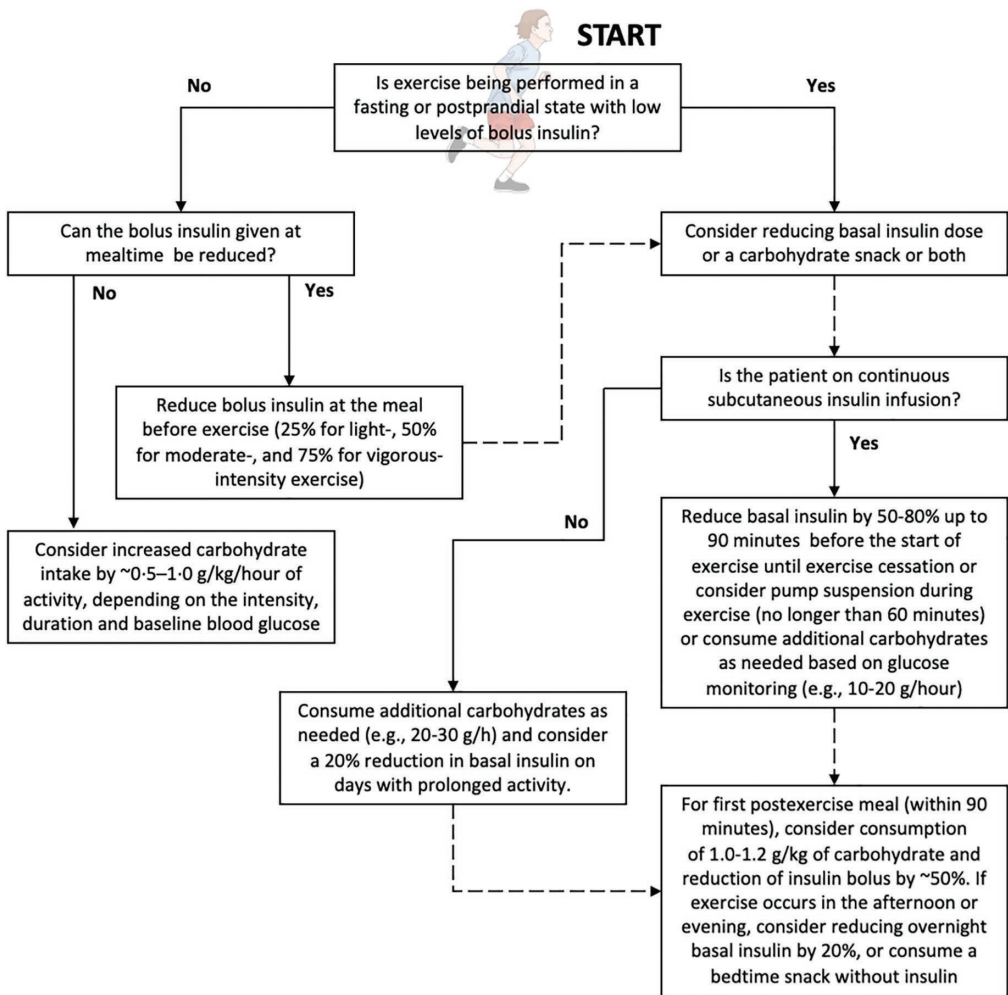 START
Is exercise being performed in a
fasting or postprandial state with low
levels of bolus insulin?
No
Yes
Can the bolus insulin given at
mealtime be reduced?
Consider reducing basal insulin dose
or a carbohydrate snack or both
No
Yes
Reduce bolus insulin at the meal
before exercise (25% for light-, 50%
for moderate-, and 75% for vigorous-
intensity exercise)
Is the patient on continuous
subcutaneous insulin infusion?
No
Yes
Consider increased carbohydrate
intake by ~0·5–1·0 g/kg/hour of
activity, depending on the intensity,
duration and baseline blood glucose
Reduce basal insulin by 50-80% up to
90 minutes before the start of
exercise until exercise cessation or
consider pump suspension during
exercise (no longer than 60 minutes)
or consume additional carbohydrates
as needed based on glucose
monitoring (e.g., 10-20 g/hour)
Consume additional carbohydrates as
needed (e.g., 20-30 g/h) and consider
a 20% reduction in basal insulin on
days with prolonged activity.
For first postexercise meal (within 90
minutes), consider consumption
of 1.0-1.2 g/kg of carbohydrate and
reduction of insulin bolus by ~50%. If
exercise occurs in the afternoon or
evening, consider reducing overnight
basal insulin by 20%, or consume a
bedtime snack without insulin